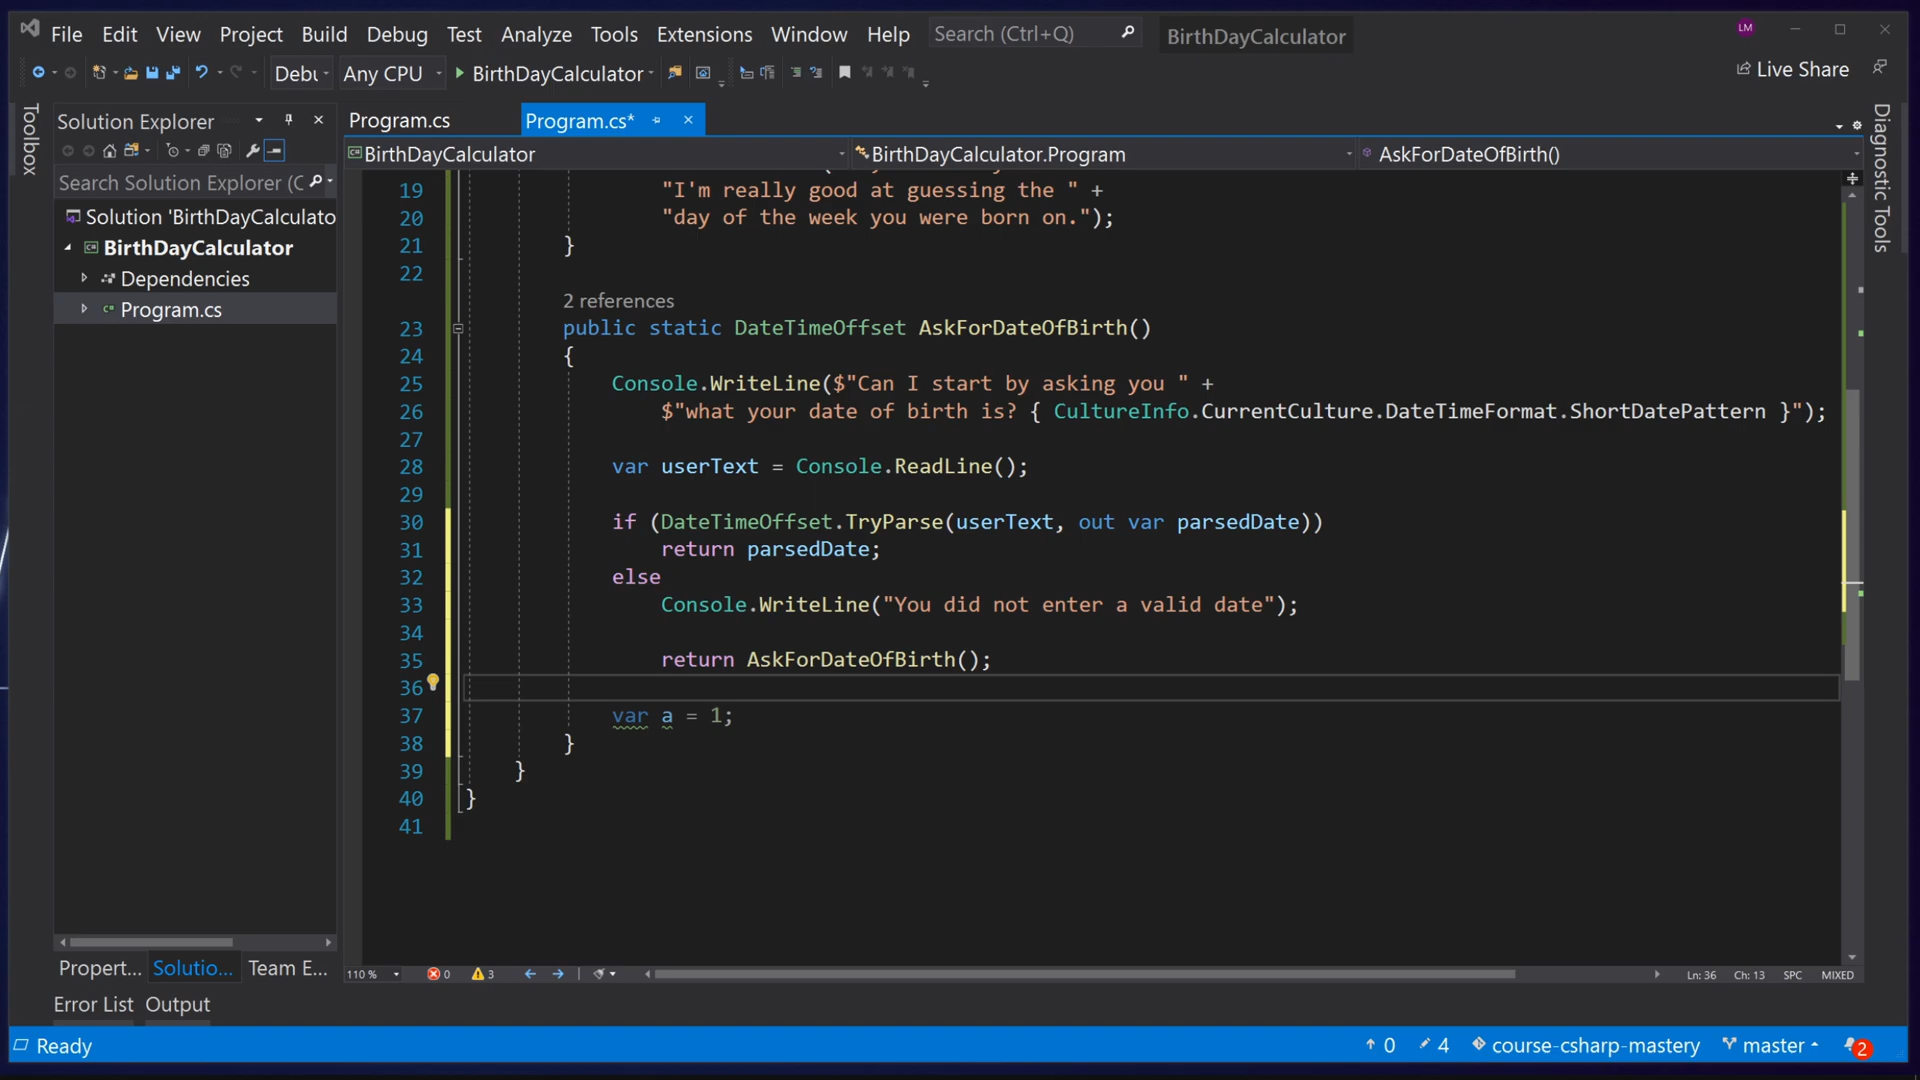 File Edit View Project Build Debug Test Analyze Tools Extensions Window Help Search (Ctrl+Q) BirthDayCalculator LM
Debu Any CPU BirthDayCalculator Live Share
Toolbox
Solution Explorer
Search Solution Explorer (C
Solution 'BirthDayCalculato
BirthDayCalculator
Dependencies
Program.cs
Propert... Solutio... Team E...
Program.cs Program.cs*
BirthDayCalculator BirthDayCalculator.Program AskForDateOfBirth()
19 "I'm really good at guessing the " +
20 "day of the week you were born on.");
21 }
22
2 references
23 public static DateTimeOffset AskForDateOfBirth()
24 {
25 Console.WriteLine($"Can I start by asking you " +
26 $"what your date of birth is? { CultureInfo.CurrentCulture.DateTimeFormat.ShortDatePattern }");
27
28 var userText = Console.ReadLine();
29
30 if (DateTimeOffset.TryParse(userText, out var parsedDate))
31 return parsedDate;
32 else
33 Console.WriteLine("You did not enter a valid date");
34
35 return AskForDateOfBirth();
36
37 var a = 1;
38 }
39 }
40 }
41
110 % 0 3 Ln: 36 Ch: 13 SPC MIXED
Diagnostic Tools
Error List Output
Ready 0 4 course-csharp-mastery master 2